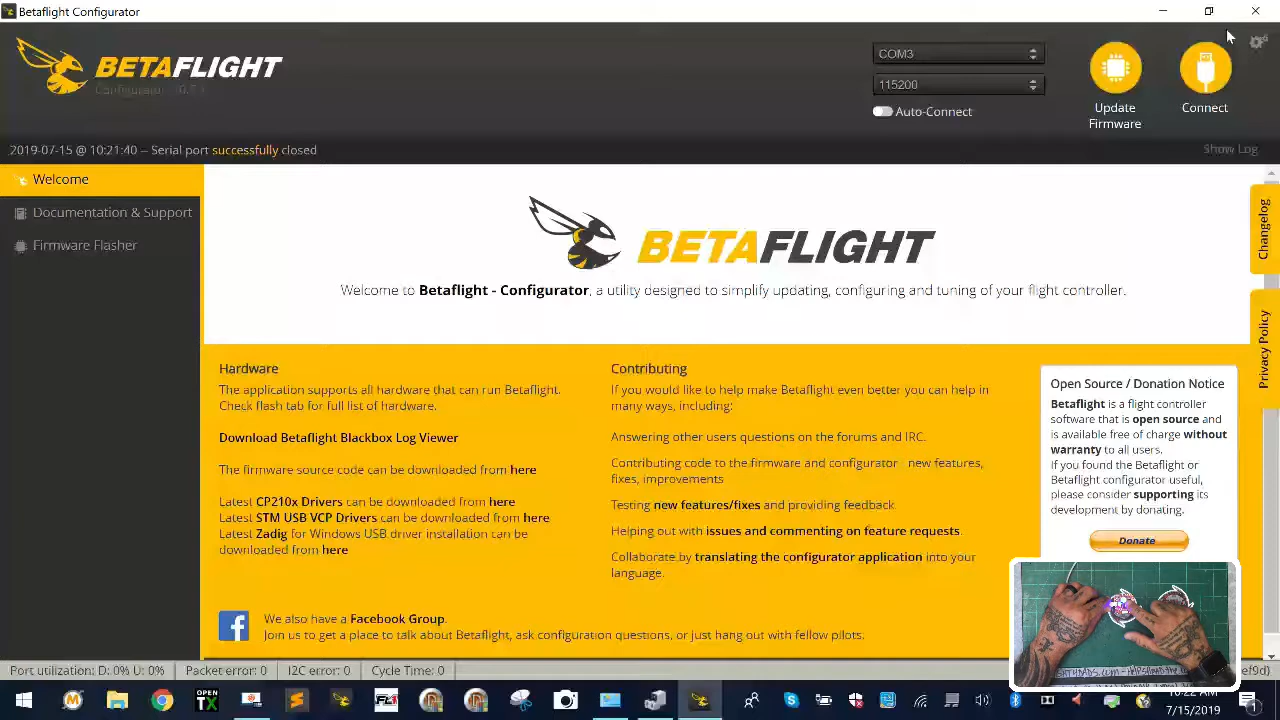 Betaflight Configurator
BETAFLIGHT
Configurator
COM3
115200
Auto-Connect
Update
Firmware
Connect
2019-07-15 @ 10:21:40 -- Serial port successfully closed
Show Log
Welcome
Documentation & Support
Firmware Flasher
BETAFLIGHT
Welcome to Betaflight - Configurator, a utility designed to simplify updating, configuring and tuning of your flight controller.
Changelog
Privacy Policy
Hardware
The application supports all hardware that can run Betaflight.
Check flash tab for full list of hardware.
Download Betaflight Blackbox Log Viewer
The firmware source code can be downloaded from here
Latest CP210x Drivers can be downloaded from here
Latest STM USB VCP Drivers can be downloaded from here
Latest Zadig for Windows USB driver installation can be
downloaded from here
Contributing
If you would like to help make Betaflight even better you can help in
many ways, including:
Answering other users questions on the forums and IRC.
Contributing code to the firmware and configurator - new features,
fixes, improvements
Testing new features/fixes and providing feedback.
Helping out with issues and commenting on feature requests.
Collaborate by translating the configurator application into your
language.
Open Source / Donation Notice
Betaflight is a flight controller
software that is open source and
is available free of charge without
warranty to all users.
If you found the Betaflight or
Betaflight configurator useful,
please consider supporting its
development by donating.
Donate
We also have a Facebook Group.
Join us to get a place to talk about Betaflight, ask configuration questions, or just hang out with fellow pilots.
Port utilization: D: 0% U: 0%
Packet error: 0
I2C error: 0
Cycle Time: 0
ef9d)
OPEN
TX
10:22 AM
7/15/2019